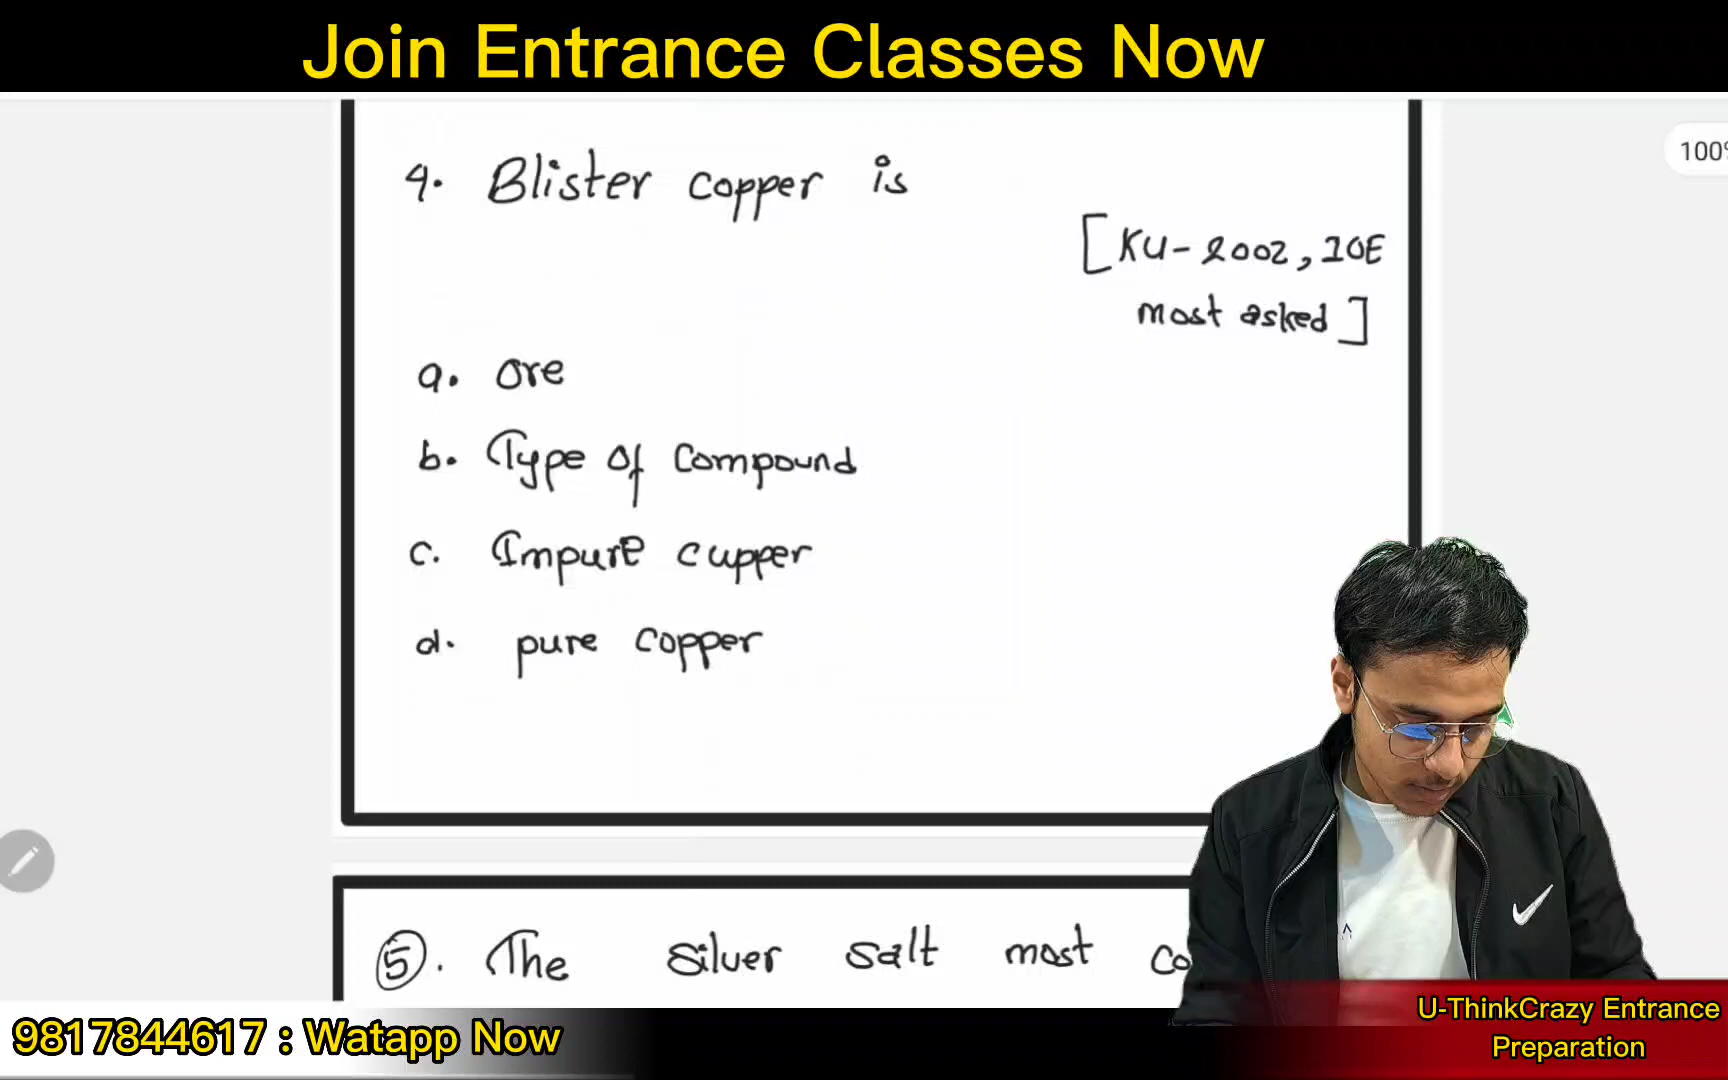 Join Entrance Classes Now
100%
4. Blister copper is
[KU-2002, IOE
most asked]
a. Ore
b. Type of Compound
c. Impure cupper
d. pure copper
5. The silver salt most co
9817844617 : Watapp Now
U-ThinkCrazy Entrance
Preparation